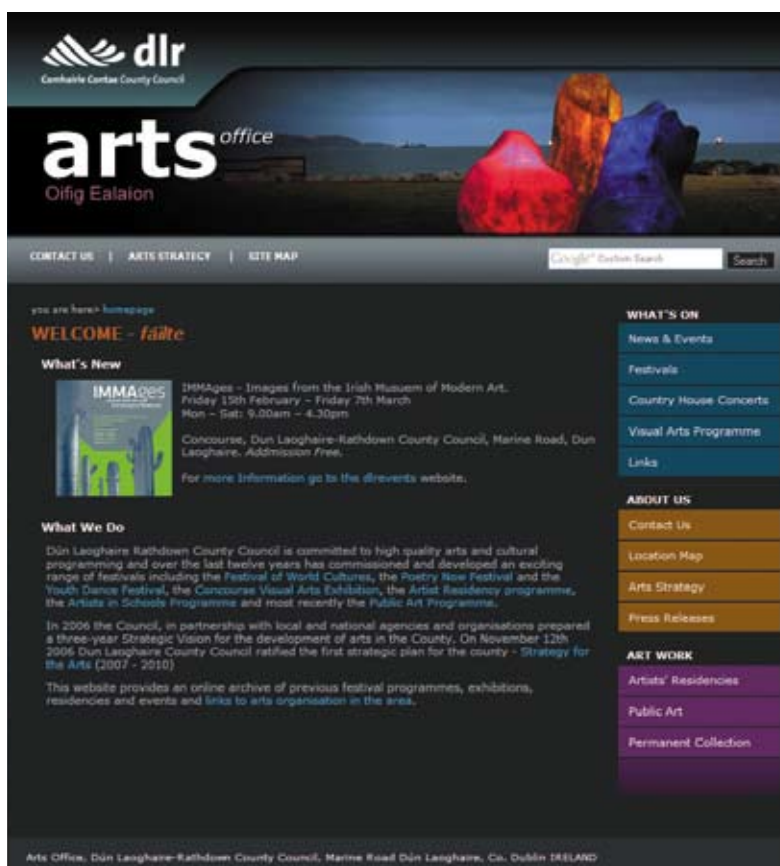 dlr
Comhairle Contae County Council
arts office
Oifig Ealaion
CONTACT US | ARTS STRATEGY | SITE MAP
Google™ Custom Search
Search
you are here> homepage
WELCOME - fáilte
What's New
IMMAges
IMMAges - Images from the Irish Musuem of Modern Art.
Friday 15th February – Friday 7th March
Mon – Sat: 9.00am – 4.30pm
Concourse, Dun Laoghaire-Rathdown County Council, Marine Road, Dun
Laoghaire. Addmission Free.
For more Information go to the dlrevents website.
What We Do
Dún Laoghaire Rathdown County Council is committed to high quality arts and cultural
programming and over the last twelve years has commissioned and developed an exciting
range of festivals including the Festival of World Cultures, the Poetry Now Festival and the
Youth Dance Festival, the Concourse Visual Arts Exhibition, the Artist Residency programme,
the Artists in Schools Programme and most recently the Public Art Programme.
In 2006 the Council, in partnership with local and national agencies and organisations prepared
a three-year Strategic Vision for the development of arts in the County. On November 12th
2006 Dun Laoghaire County Council ratified the first strategic plan for the county - Strategy for
the Arts (2007 - 2010)
This website provides an online archive of previous festival programmes, exhibitions,
residencies and events and links to arts organisation in the area.
WHAT'S ON
News & Events
Festivals
Country House Concerts
Visual Arts Programme
Links
ABOUT US
Contact Us
Location Map
Arts Strategy
Press Releases
ART WORK
Artists' Residencies
Public Art
Permanent Collection
Arts Office, Dún Laoghaire-Rathdown County Council, Marine Road Dún Laoghaire, Co. Dublin IRELAND